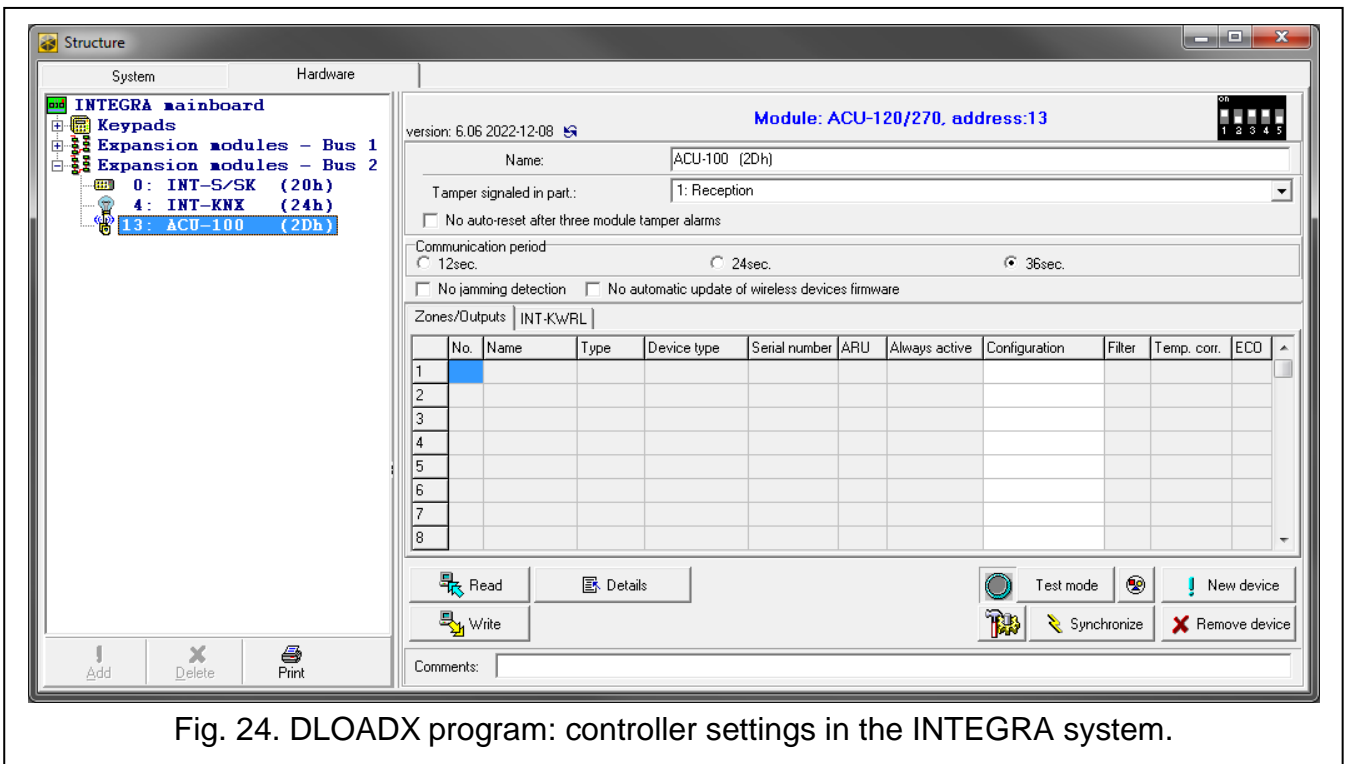 Structure
System Hardware
INTEGRA mainboard
Keypads
Expansion modules - Bus 1
Expansion modules - Bus 2
0: INT-S/SK (20h)
4: INT-KNX (24h)
13: ACU-100 (2Dh)
Add Delete Print
version: 6.06 2022-12-08 Module: ACU-120/270, address:13
on
1 2 3 4 5
Name: ACU-100 (2Dh)
Tamper signaled in part.: 1: Reception
No auto-reset after three module tamper alarms
Communication period
12sec. 24sec. 36sec.
No jamming detection No automatic update of wireless devices firmware
Zones/Outputs INT-KWRL
No. Name Type Device type Serial number ARU Always active Configuration Filter Temp. corr. ECO
1
2
3
4
5
6
7
8
Read Details Test mode New device
Write Synchronize Remove device
Comments:
Fig. 24. DLOADX program: controller settings in the INTEGRA system.